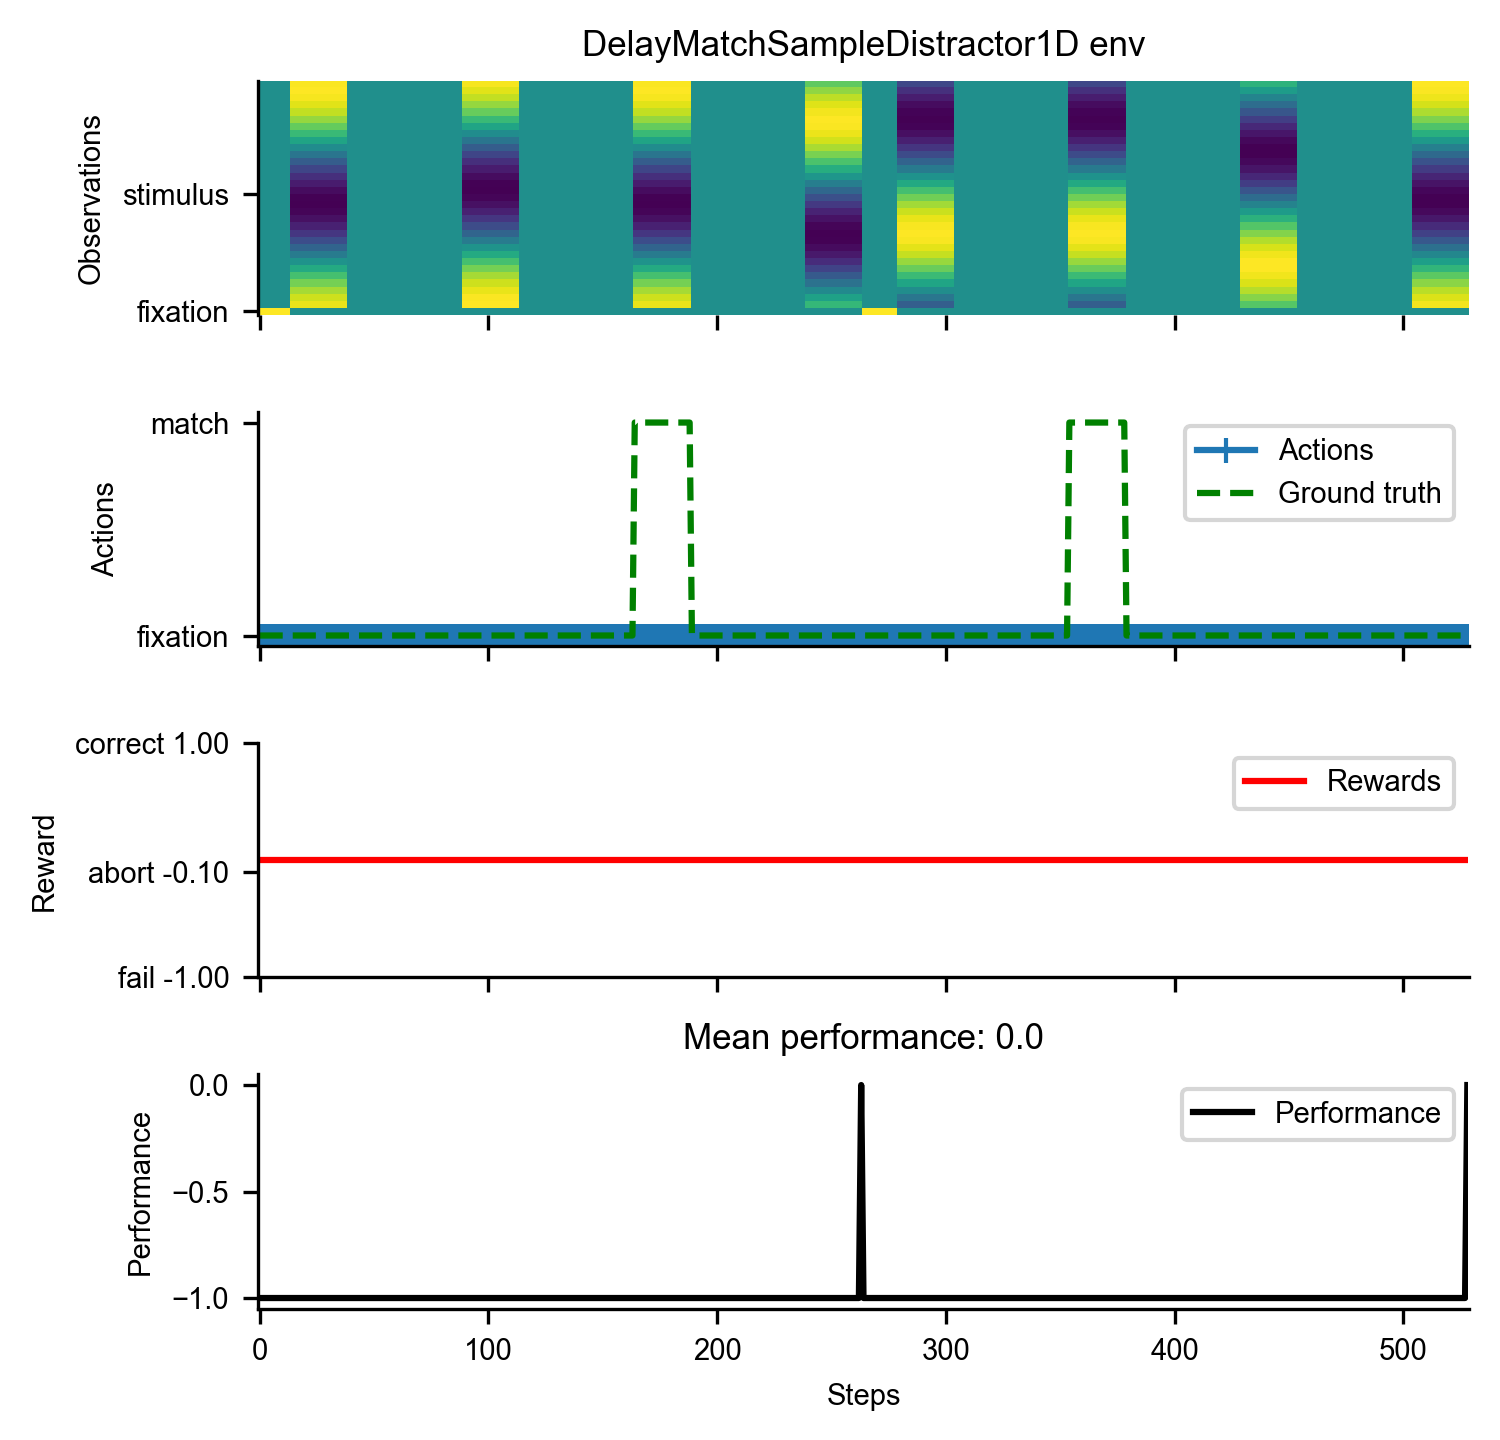 DelayMatchSampleDistractor1D env
Observations
stimulus
fixation
Actions
match
fixation
Actions
Ground truth
Reward
correct 1.00
abort -0.10
fail -1.00
Rewards
Mean performance: 0.0
Performance
0.0
−0.5
−1.0
Performance
0 100 200 300 400 500
Steps